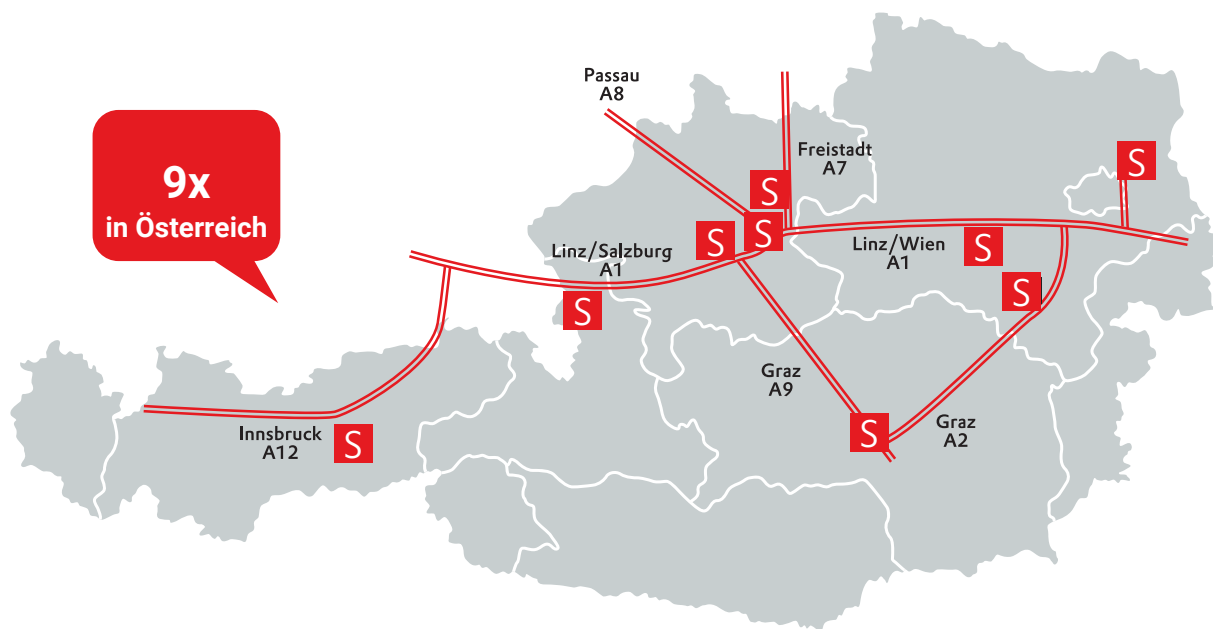 Passau
A8
9x
in Österreich
Freistadt
A7
S
S
S
S
Linz/Salzburg
A1
Linz/Wien
A1
S
S
S
Graz
A9
Innsbruck
A12
S
S
Graz
A2